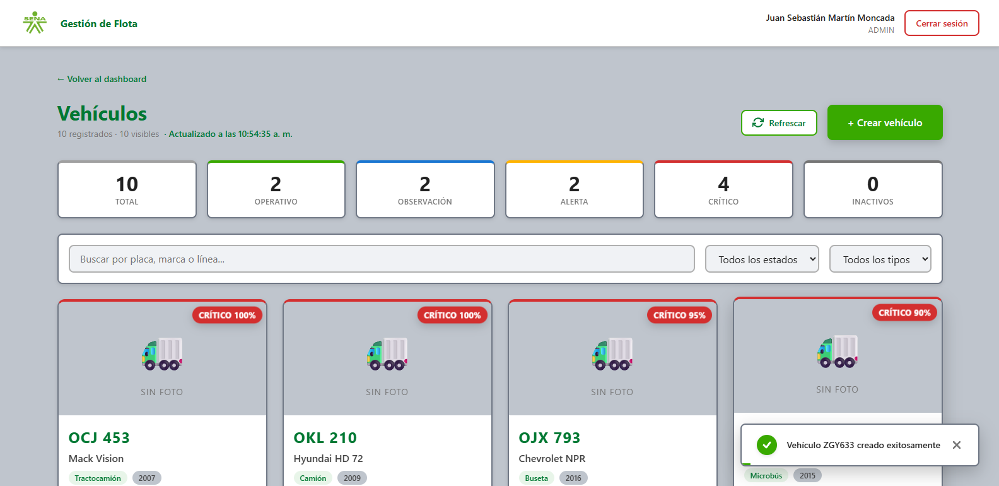 SENA
Gestión de Flota
Juan Sebastián Martín Moncada
ADMIN
Cerrar sesión
← Volver al dashboard
Vehículos
10 registrados · 10 visibles · Actualizado a las 10:54:35 a. m.
Refrescar
+ Crear vehículo
10
TOTAL
2
OPERATIVO
2
OBSERVACIÓN
2
ALERTA
4
CRÍTICO
0
INACTIVOS
Buscar por placa, marca o línea...
Todos los estados
Todos los tipos
CRÍTICO 100%
SIN FOTO
OCJ 453
Mack Vision
Tractocamión 2007
CRÍTICO 100%
SIN FOTO
OKL 210
Hyundai HD 72
Camión 2009
CRÍTICO 95%
SIN FOTO
OJX 793
Chevrolet NPR
Buseta 2016
CRÍTICO 90%
SIN FOTO
Microbús 2015
Vehículo ZGY633 creado exitosamente